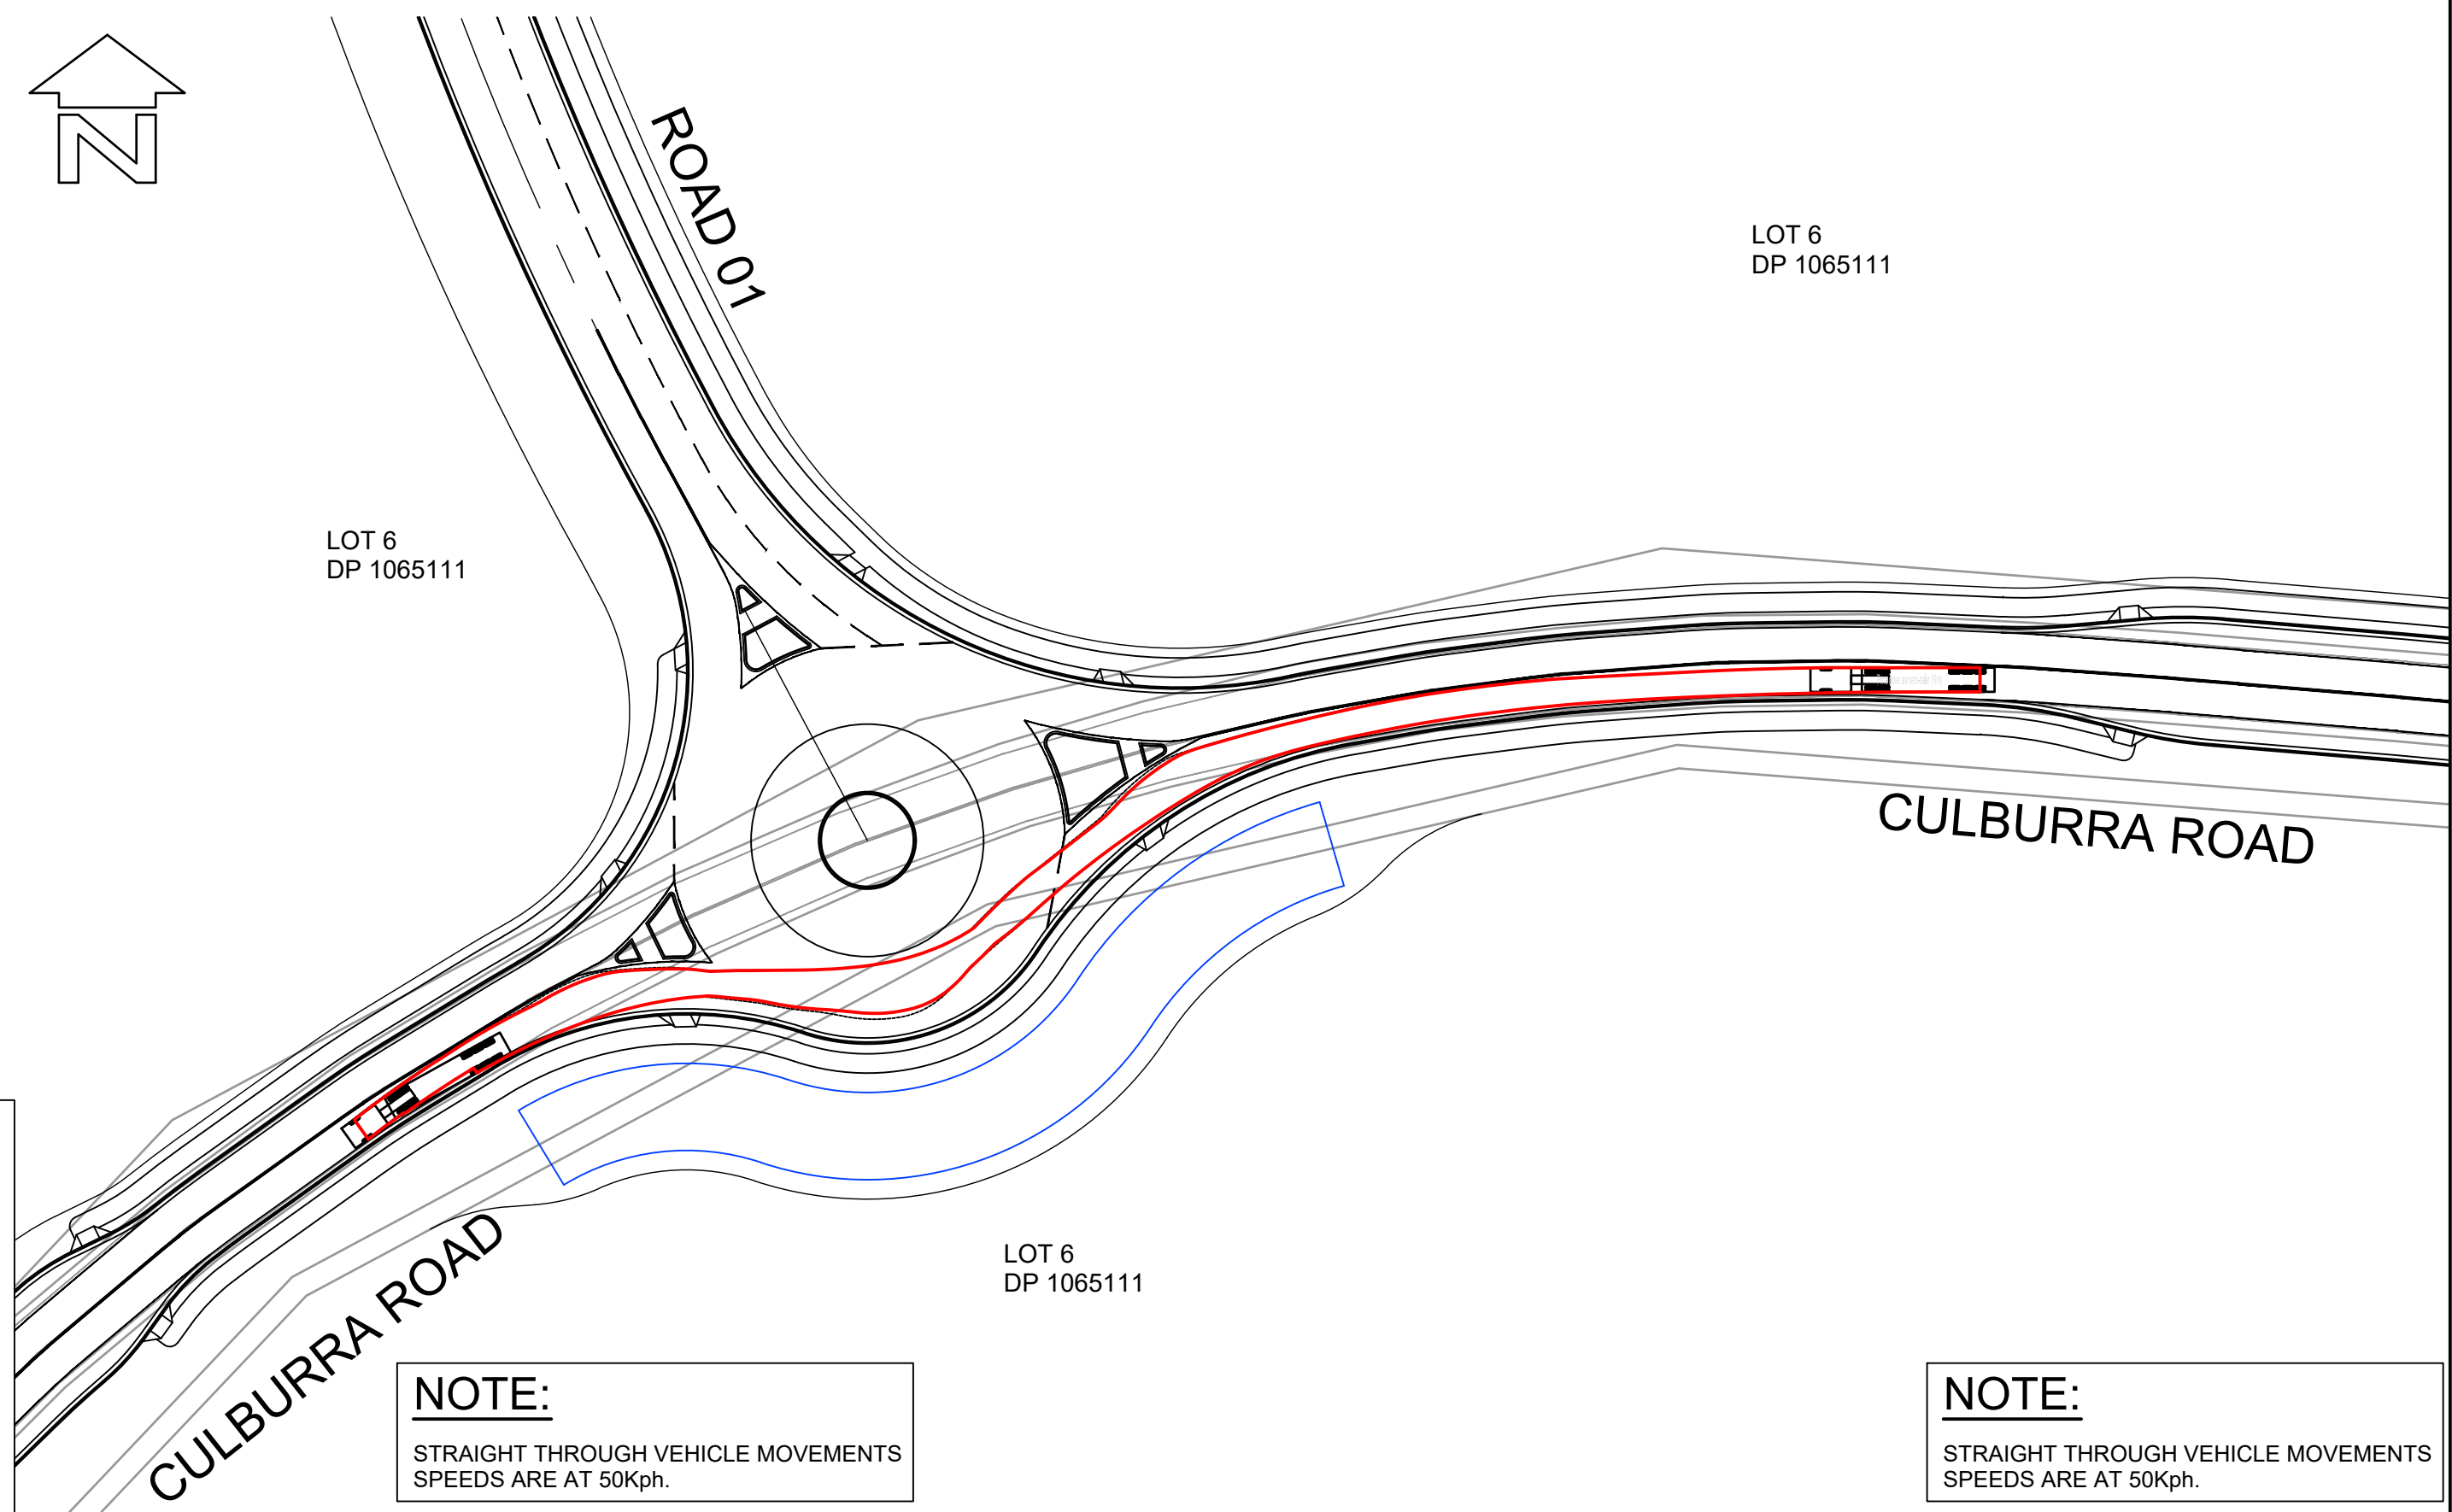 N
ROAD 01
LOT 6
DP 1065111
LOT 6
DP 1065111
CULBURRA ROAD
LOT 6
DP 1065111
CULBURRA ROAD
NOTE:
STRAIGHT THROUGH VEHICLE MOVEMENTS
SPEEDS ARE AT 50Kph.
NOTE:
STRAIGHT THROUGH VEHICLE MOVEMENTS
SPEEDS ARE AT 50Kph.